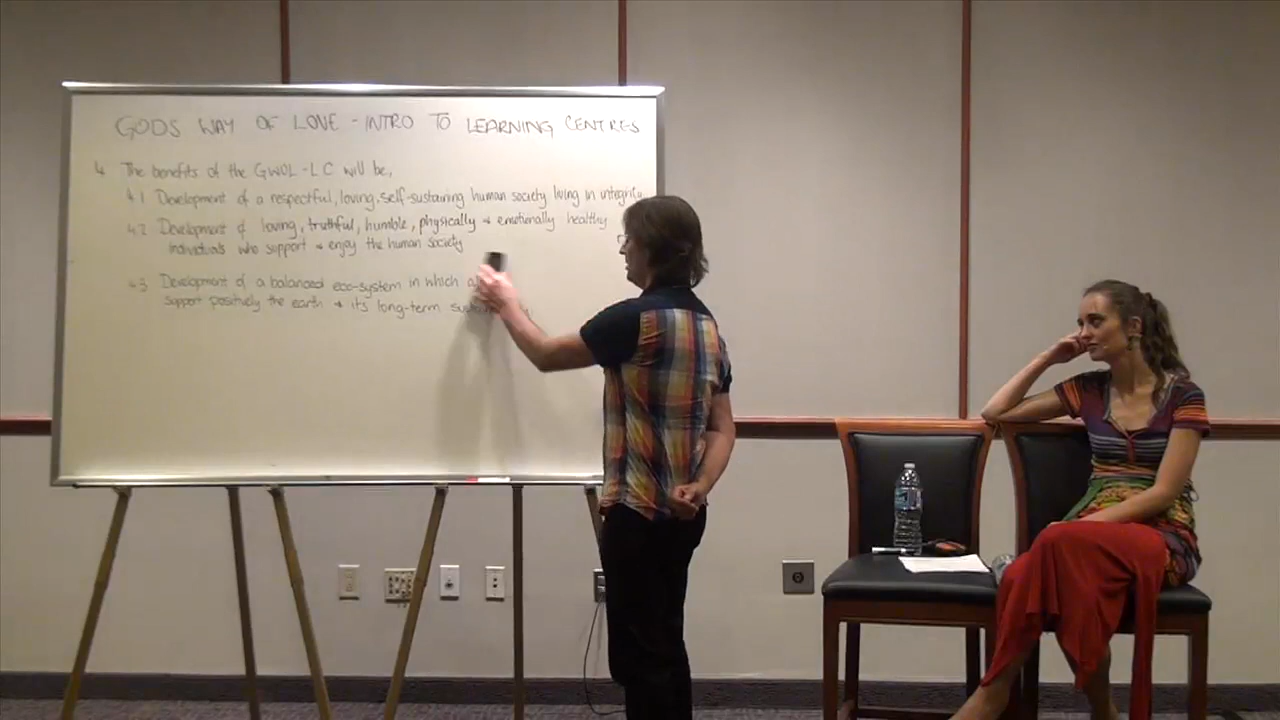 GODS WAY OF LOVE - INTRO TO LEARNING CENTRES
4 The benefits of the GWOL-LC will be,
4.1 Development of a respectful, loving, self-sustaining human society living in integrity
4.2 Development of loving, truthful, humble, physically + emotionally healthy
individuals who support + enjoy the human society
4.3 Development of a balanced eco-system in which
support positively the earth + its long-term